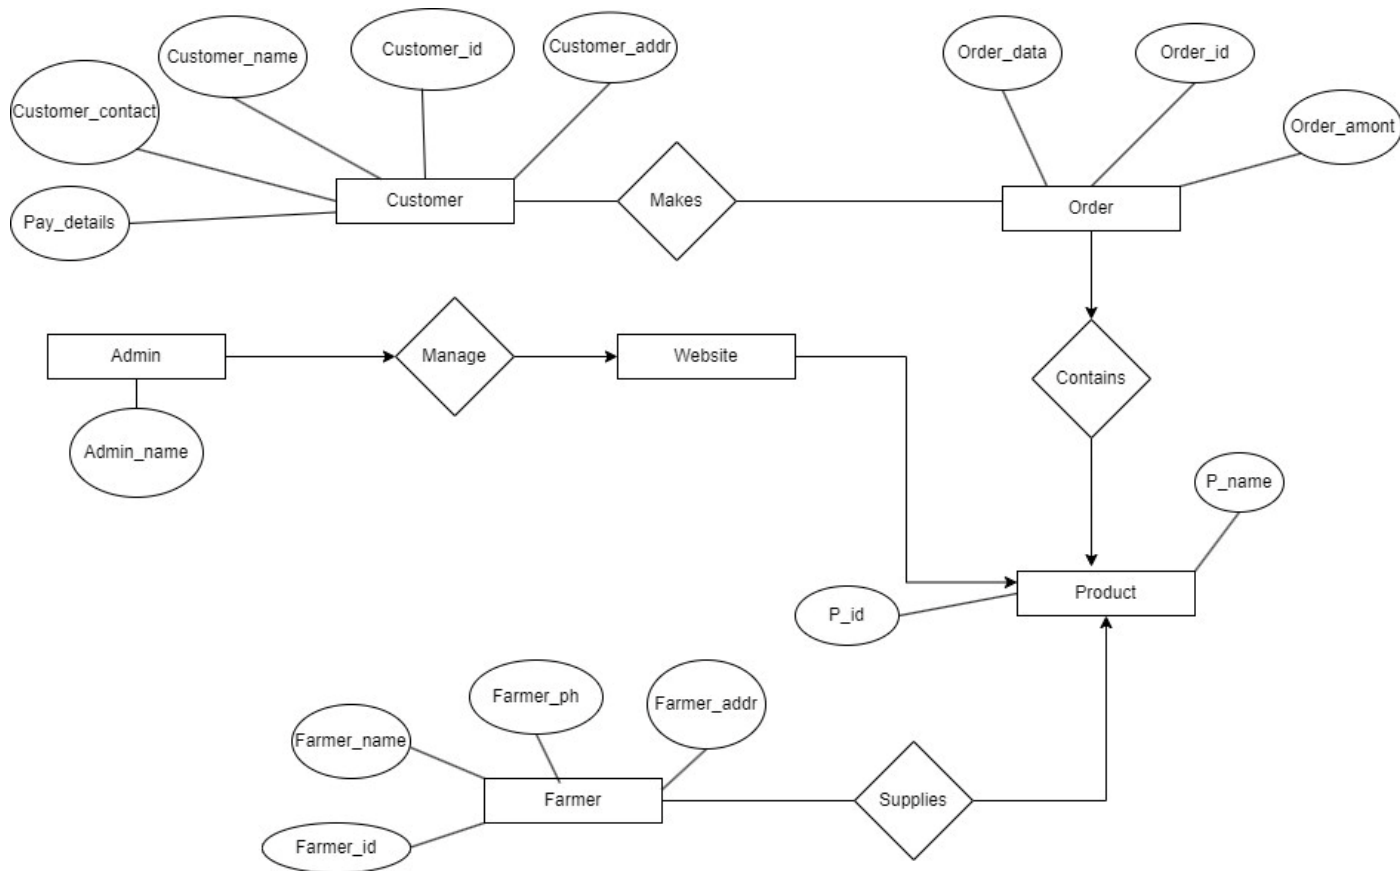 Customer_name
Customer_id
Customer_addr
Order_data
Order_id
Customer_contact
Order_amont
Pay_details
Customer
Makes
Order
Admin
Manage
Website
Contains
Admin_name
P_name
Product
P_id
Farmer_name
Farmer_ph
Farmer_addr
Farmer
Supplies
Farmer_id